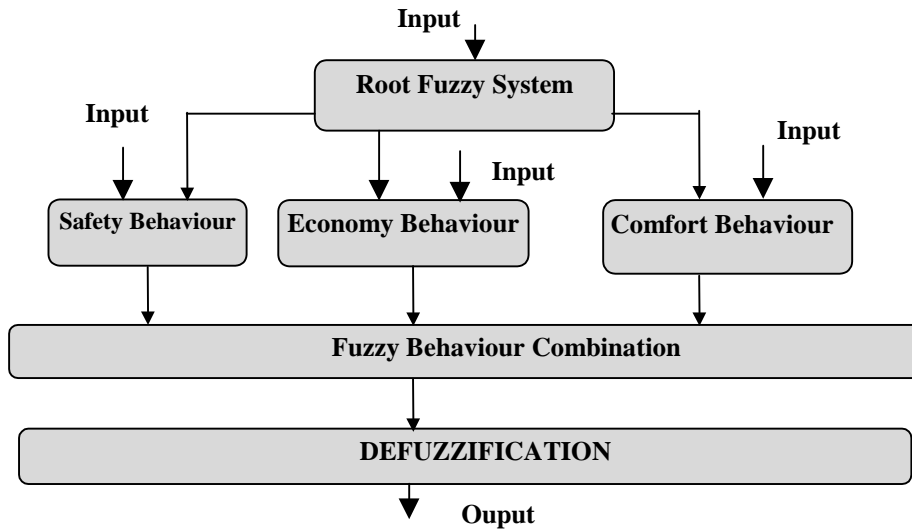 Input
Root Fuzzy System
Input
Input
Input
Safety Behaviour
Economy Behaviour
Comfort Behaviour
Fuzzy Behaviour Combination
DEFUZZIFICATION
Ouput